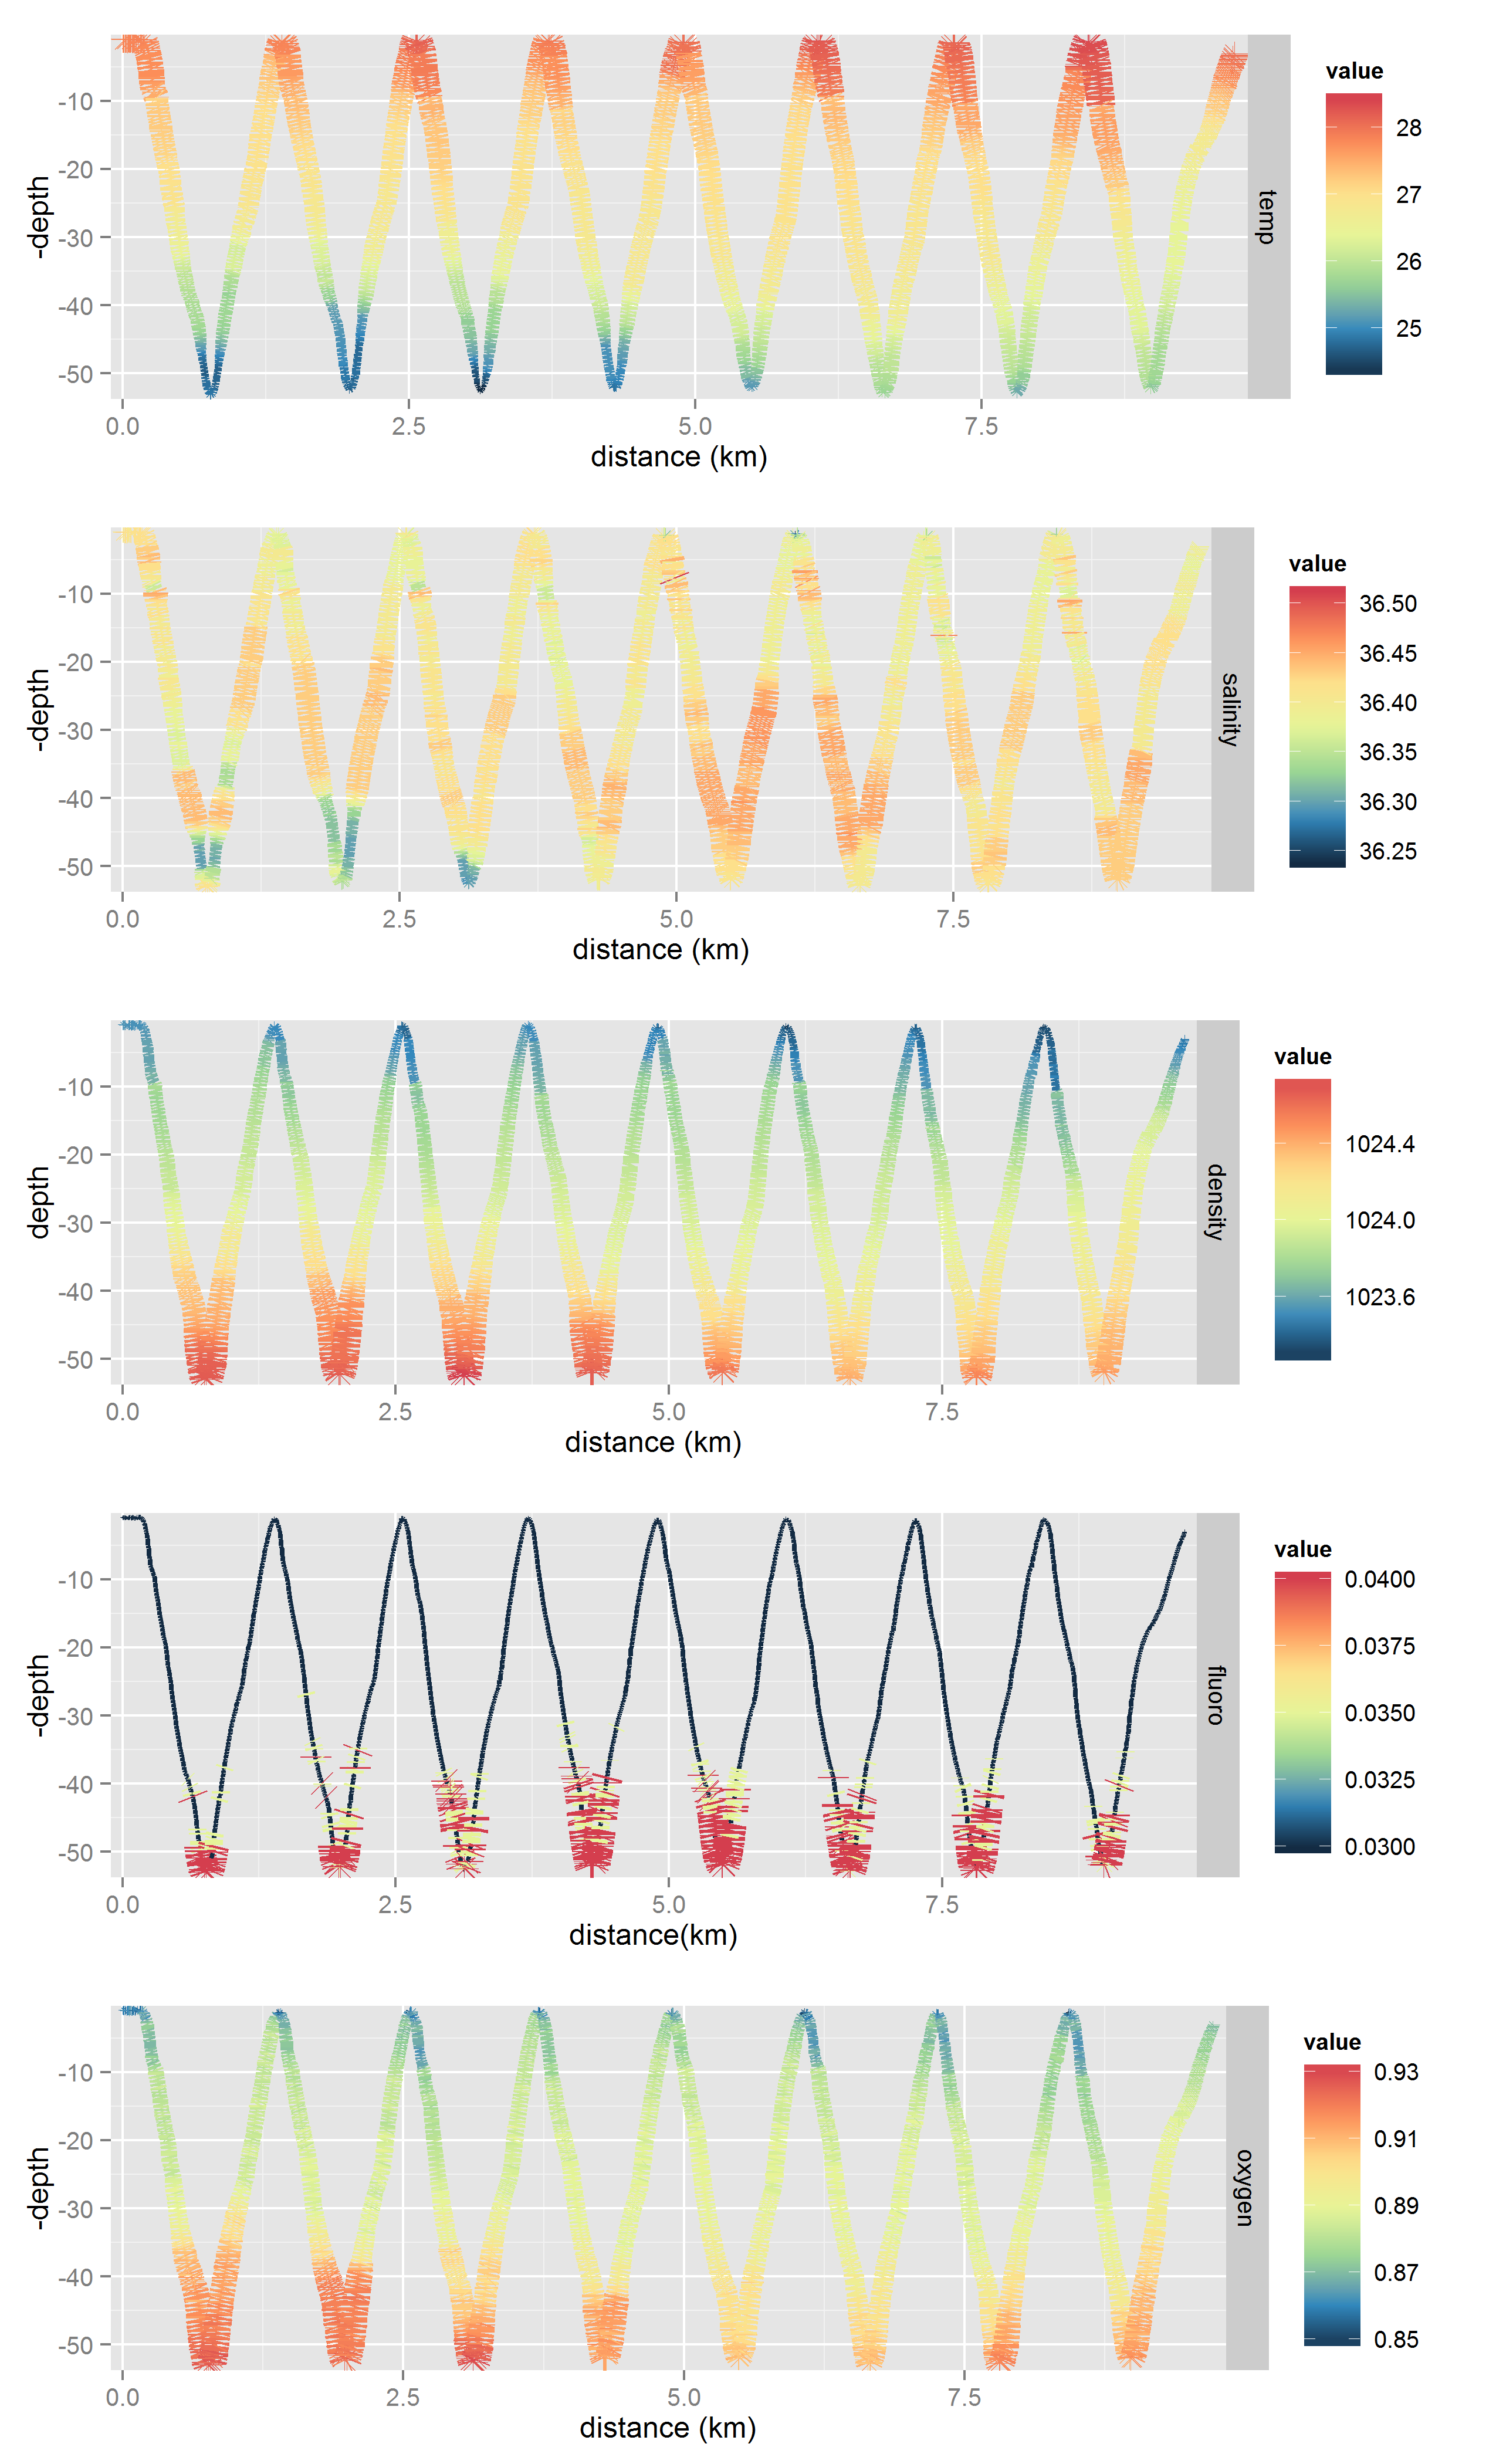 value
28
27
26
25
-10
-20
-30
-40
-50
-depth
temp
0.0 2.5 5.0 7.5
distance (km)
value
36.50
36.45
36.40
36.35
36.30
36.25
-10
-20
-30
-40
-50
-depth
salinity
0.0 2.5 5.0 7.5
distance (km)
value
1024.4
1024.0
1023.6
-10
-20
-30
-40
-50
depth
density
0.0 2.5 5.0 7.5
distance (km)
value
0.0400
0.0375
0.0350
0.0325
0.0300
-10
-20
-30
-40
-50
-depth
fluoro
0.0 2.5 5.0 7.5
distance(km)
value
0.93
0.91
0.89
0.87
0.85
-10
-20
-30
-40
-50
-depth
oxygen
0.0 2.5 5.0 7.5
distance (km)